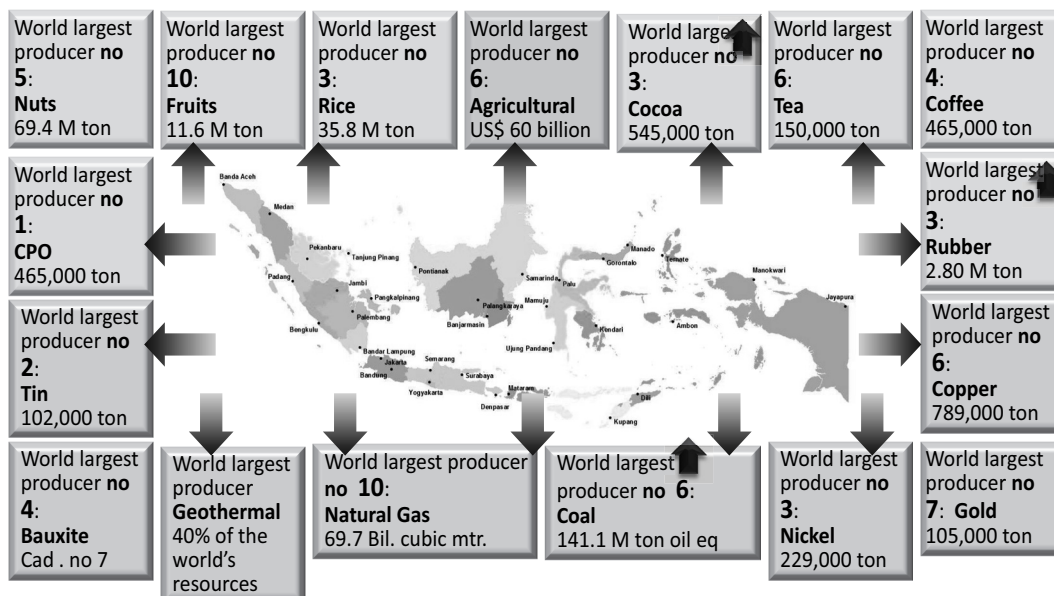 World largest
producer no
5:
Nuts
69.4 M ton
World largest
producer no
10:
Fruits
11.6 M ton
World largest
producer no
3:
Rice
35.8 M ton
World largest
producer no
6:
Agricultural
US$ 60 billion
World largest
producer no
3:
Cocoa
545,000 ton
World largest
producer no
6:
Tea
150,000 ton
World largest
producer no
4:
Coffee
465,000 ton
World largest
producer no
1:
CPO
465,000 ton
World largest
producer no
3:
Rubber
2.80 M ton
World largest
producer no
2:
Tin
102,000 ton
World largest
producer no
6:
Copper
789,000 ton
Banda Aceh
Medan
Pekanbaru
Tanjung Pinang
Padang
Jambi
Pangkalpinang
Palembang
Bengkulu
Bandar Lampung
Jakarta
Bandung
Semarang
Yogyakarta
Surabaya
Denpasar
Mataram
Pontianak
Palangkaraya
Banjarmasin
Samarinda
Palu
Mamuju
Ujung Pandang
Kendari
Gorontalo
Manado
Ternate
Ambon
Manokwari
Jayapura
Dili
Kupang
World largest
producer no
4:
Bauxite
Cad . no 7
World largest
producer
Geothermal
40% of the
world's
resources
World largest producer
no 10:
Natural Gas
69.7 Bil. cubic mtr.
World largest
producer no 6:
Coal
141.1 M ton oil eq
World largest
producer no
3:
Nickel
229,000 ton
World largest
producer no
7: Gold
105,000 ton